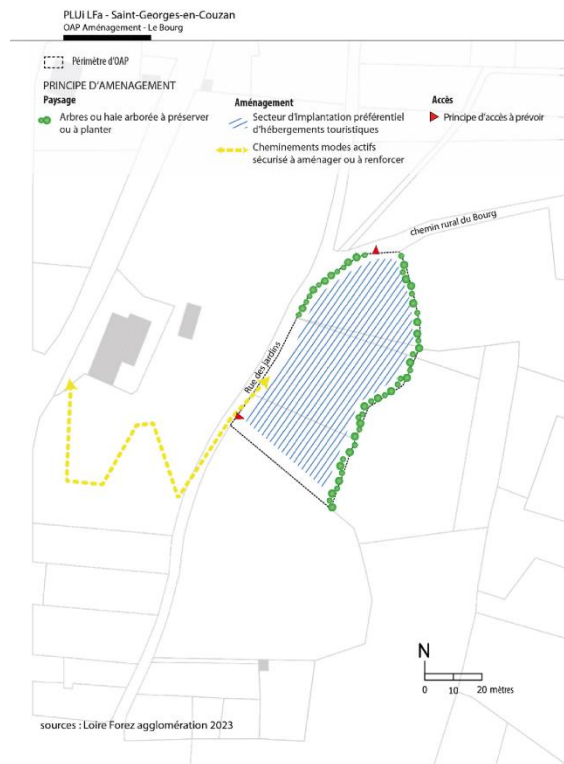 PLUi LFa - Saint-Georges-en-Couzan
OAP Aménagement - Le Bourg
Périmètre d'OAP
PRINCIPE D'AMENAGEMENT
Paysage
Arbres ou haie arborée à préserver
ou à planter
Aménagement
Secteur d'implantation préférentiel
d'hébergements touristiques
Cheminements modes actifs
sécurisé à aménager ou à renforcer
Accès
Principe d'accès à prévoir
chemin rural du Bourg
Rue des jardins
N
0 10 20 mètres
sources : Loire Forez agglomération 2023